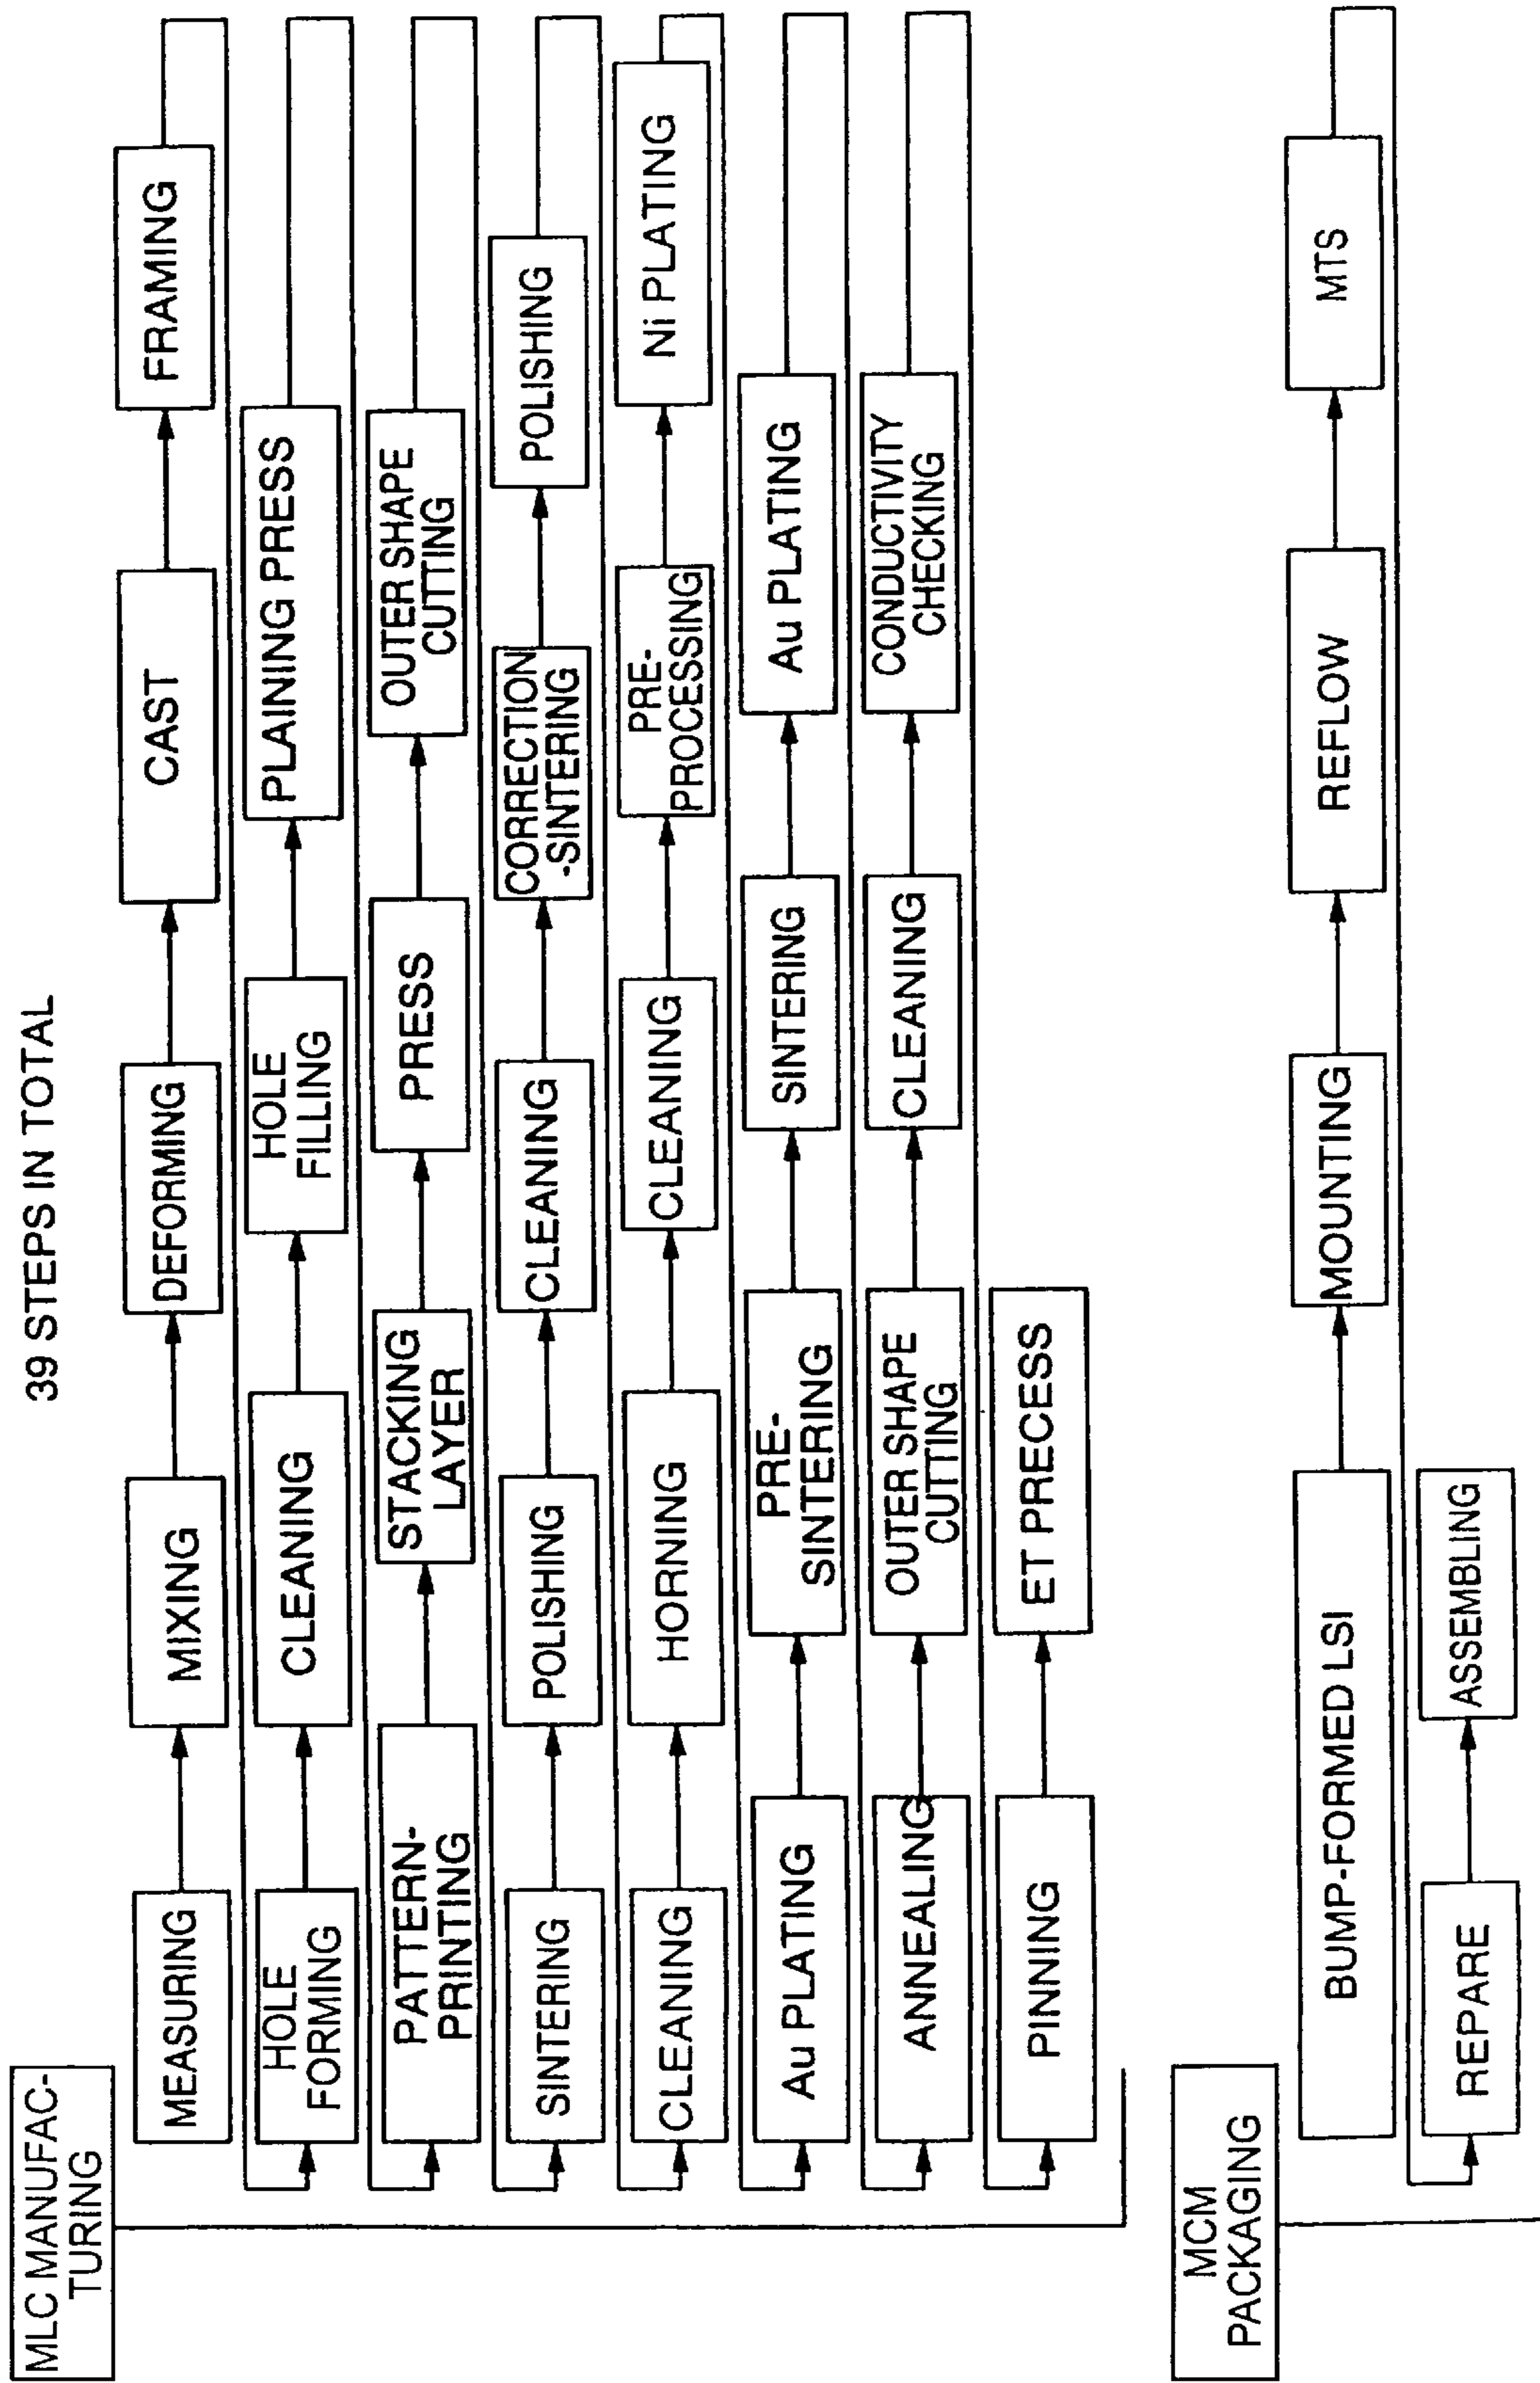 39 STEPS IN TOTAL
MLC MANUFAC-
TURING
MEASURING
MIXING
DEFORMING
CAST
FRAMING
HOLE
FORMING
CLEANING
HOLE
FILLING
PLAINING PRESS
PATTERN-
PRINTING
STACKING
LAYER
PRESS
OUTER SHAPE
CUTTING
SINTERING
POLISHING
CLEANING
CORRECTION
-SINTERING
POLISHING
CLEANING
HORNING
CLEANING
PRE-
PROCESSING
Ni PLATING
Au PLATING
PRE-
SINTERING
SINTERING
Au PLATING
ANNEALING
OUTER SHAPE
CUTTING
CLEANING
CONDUCTIVITY
CHECKING
PINNING
ET PRECESS
MCM
PACKAGING
BUMP-FORMED LSI
MOUNTING
REFLOW
MTS
REPARE
ASSEMBLING